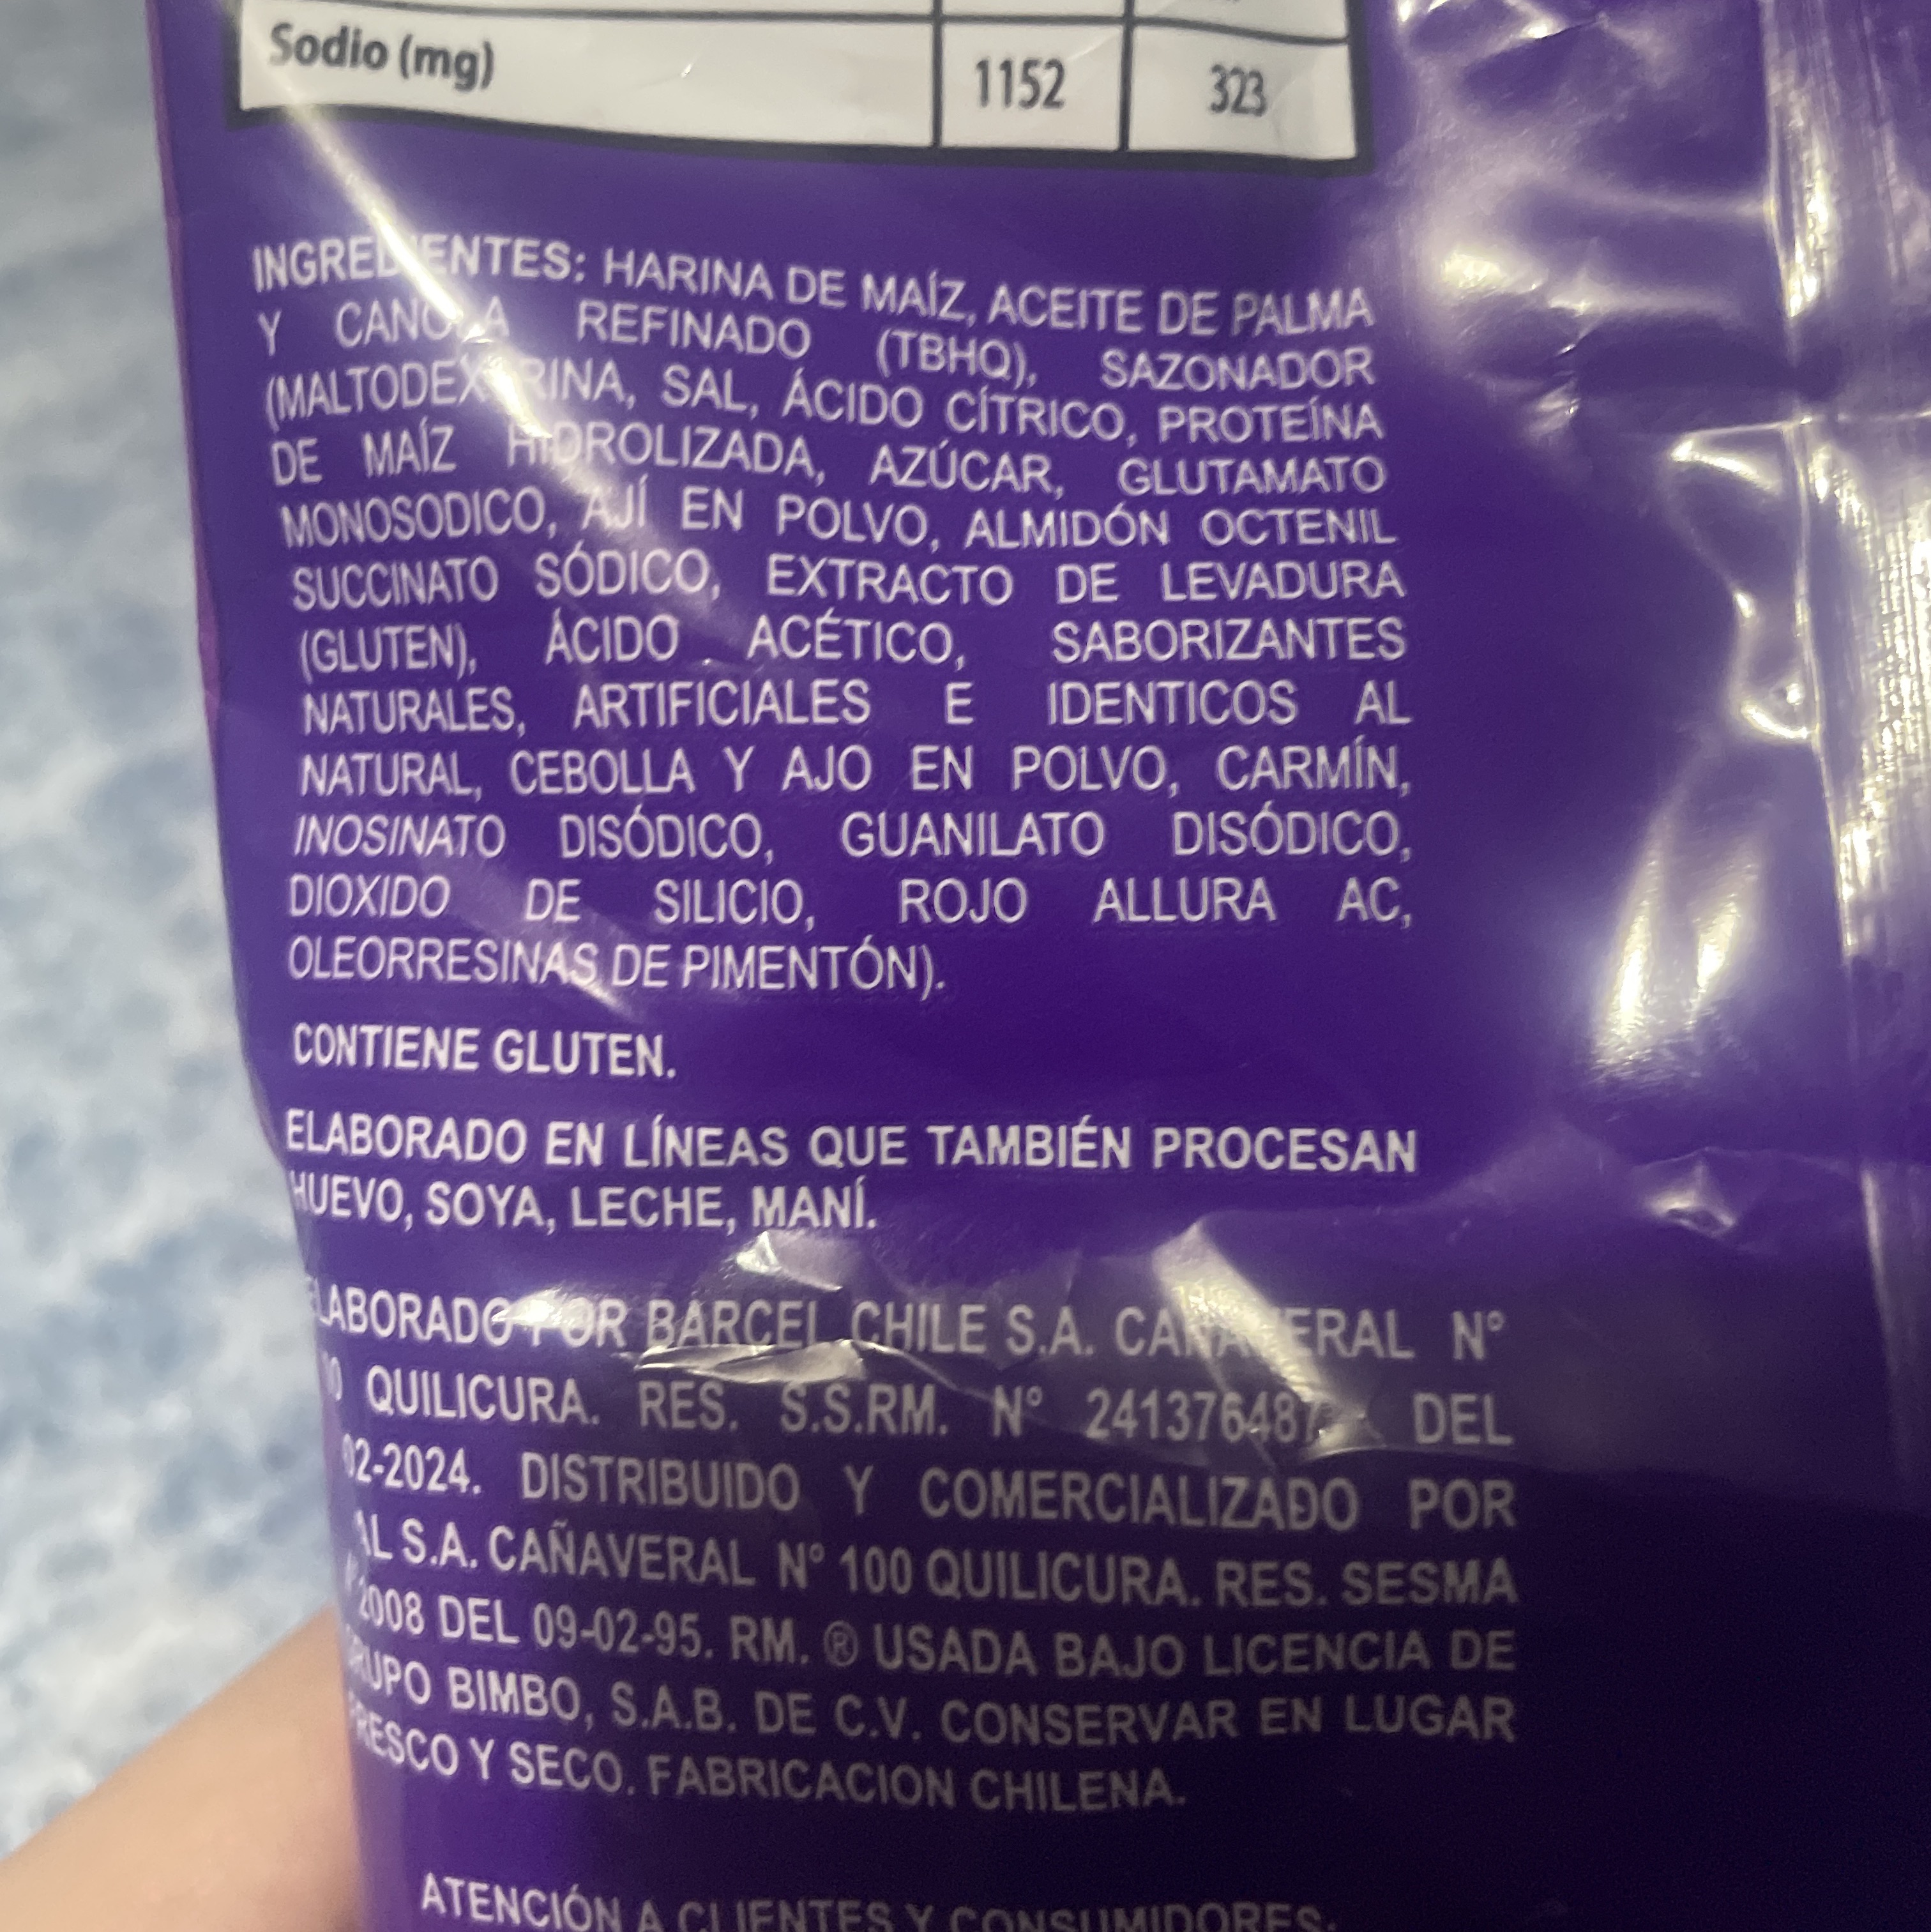 Sodio (mg) 1152 323
INGREDIENTES: HARINA DE MAÍZ, ACEITE DE PALMA
Y CANOLA REFINADO (TBHQ), SAZONADOR
(MALTODEXTRINA, SAL, ÁCIDO CÍTRICO, PROTEÍNA
DE MAÍZ HIDROLIZADA, AZÚCAR, GLUTAMATO
MONOSODICO, AJÍ EN POLVO, ALMIDÓN OCTENIL
SUCCINATO SÓDICO, EXTRACTO DE LEVADURA
(GLUTEN), ÁCIDO ACÉTICO, SABORIZANTES
NATURALES, ARTIFICIALES E IDENTICOS AL
NATURAL, CEBOLLA Y AJO EN POLVO, CARMÍN,
INOSINATO DISÓDICO, GUANILATO DISÓDICO,
DIOXIDO DE SILICIO, ROJO ALLURA AC,
OLEORRESINAS DE PIMENTÓN).
CONTIENE GLUTEN.
ELABORADO EN LÍNEAS QUE TAMBIÉN PROCESAN
HUEVO, SOYA, LECHE, MANÍ.
ELABORADO POR BARCEL CHILE S.A. CAÑAVERAL N°
QUILICURA. RES. S.S.RM. N° DEL
02-2024. DISTRIBUIDO Y COMERCIALIZADO POR
S.A. CAÑAVERAL N° 100 QUILICURA. RES. SESMA
2008 DEL 09-02-95. RM. ® USADA BAJO LICENCIA DE
GRUPO BIMBO, S.A.B. DE C.V. CONSERVAR EN LUGAR
FRESCO Y SECO. FABRICACION CHILENA.
ATENCIÓN A CLIENTES Y CONSUMIDORES: